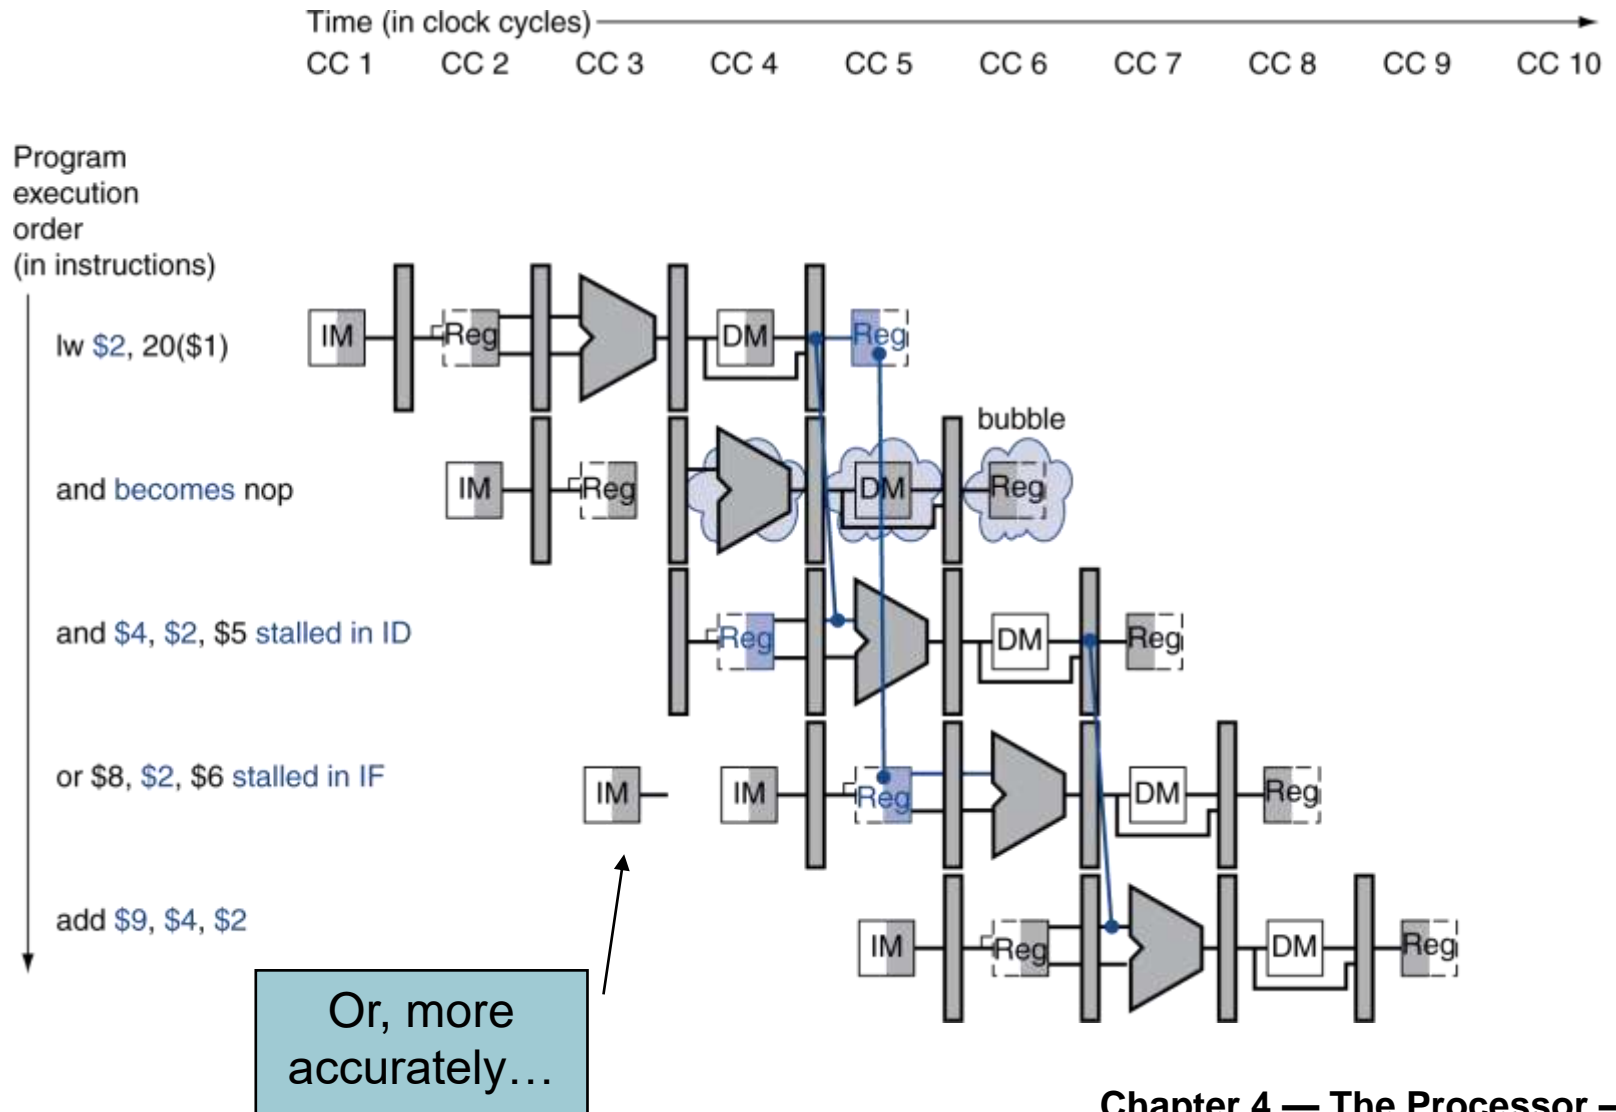 Time (in clock cycles)
CC 1 CC 2 CC 3 CC 4 CC 5 CC 6 CC 7 CC 8 CC 9 CC 10
Program
execution
order
(in instructions)
lw $2, 20($1)
IM Reg DM Reg
bubble
and becomes nop
IM Reg DM Reg
and $4, $2, $5 stalled in ID
Reg DM Reg
or $8, $2, $6 stalled in IF
IM IM Reg DM Reg
add $9, $4, $2
IM Reg DM Reg
Or, more
accurately…
Chapter 4 — The Processor –